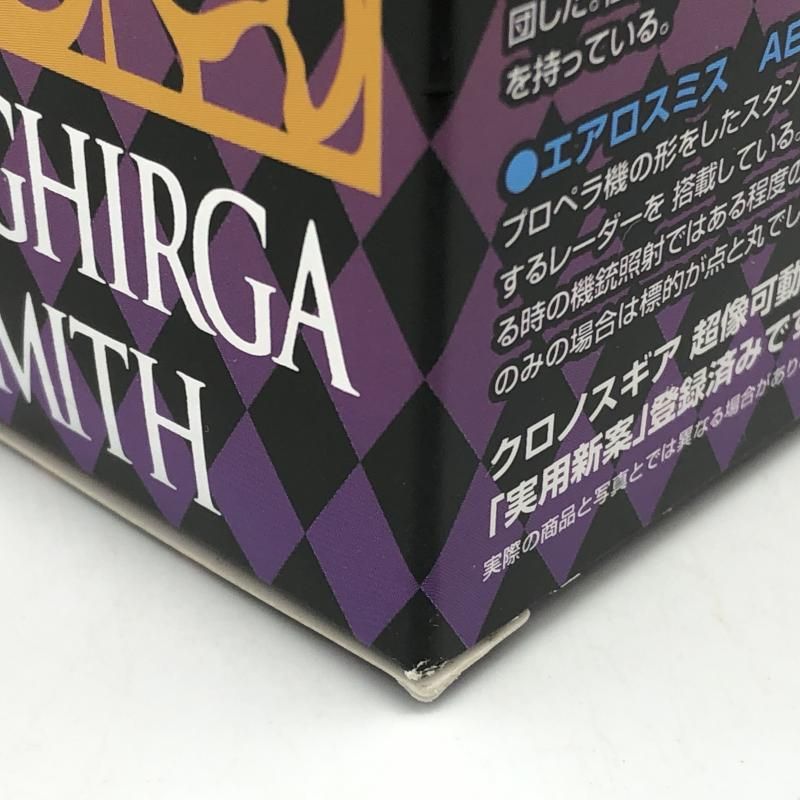 GHIRGA
MITH
団した。
を持っている。
●エアロスミス AE
プロペラ機の形をしたスタン
するレーダーを 搭載している。
る時の機銃照射ではある程度の
のみの場合は標的が点と丸でし
クロノスギア 超像可動
「実用新案」登録済みです
実際の商品と写真とでは異なる場合があり